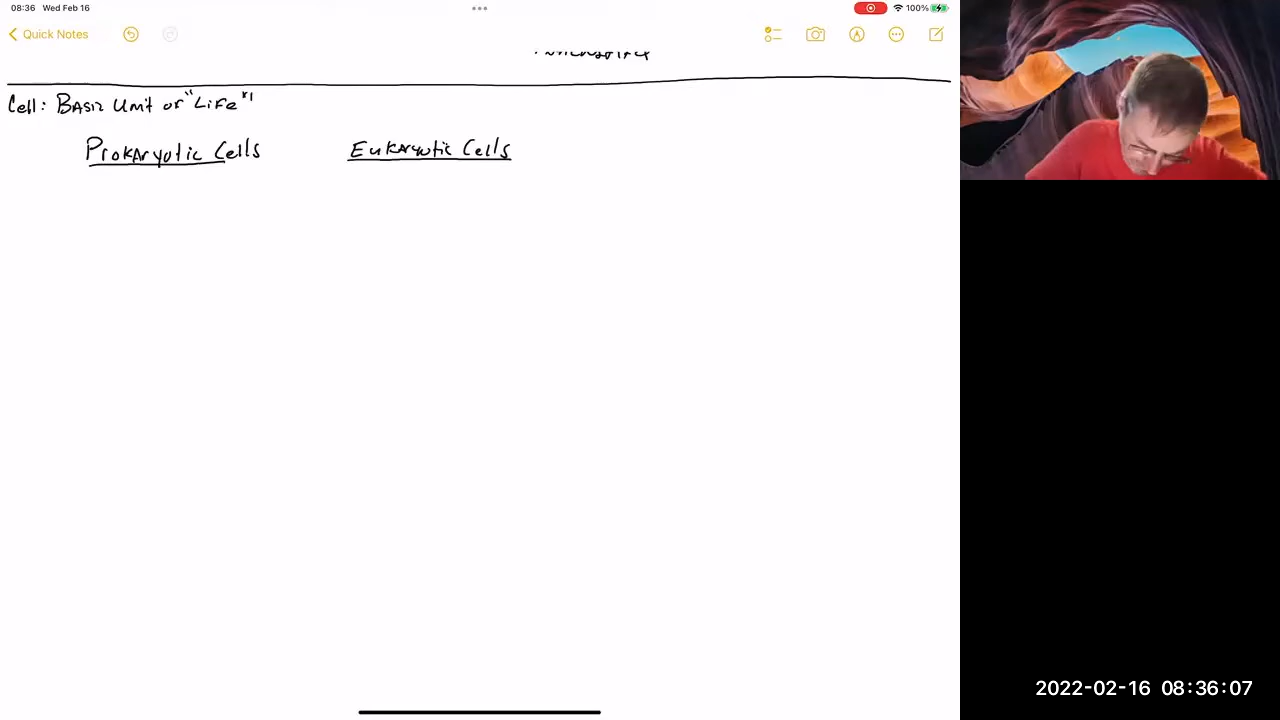 08:36 Wed Feb 16
100%
Quick Notes
Cell: Basic Unit of "Life"
Prokaryotic Cells Eukaryotic Cells
2022-02-16 08:36:07